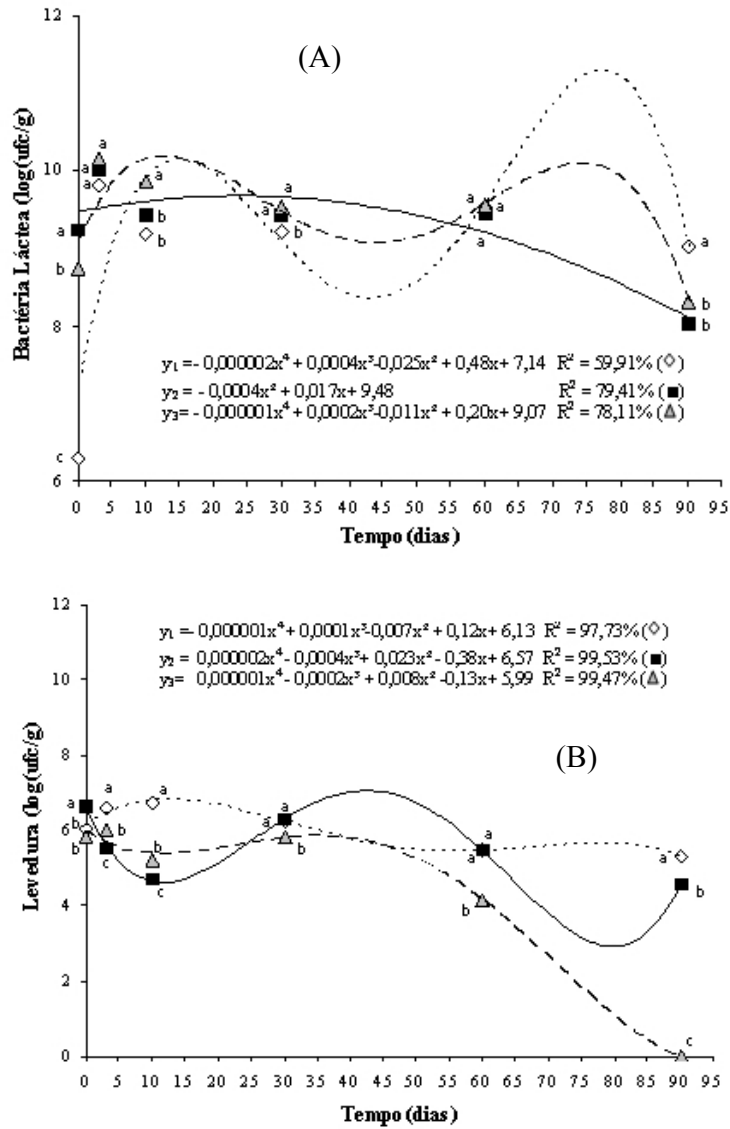 (A)
Bactéria Láctea (log(ufc/g)
12
10
8
6
a
a
a
a
b
c
a
b
b
a
a
b
a
a
a
b
b
y₁ = - 0,000002x⁴ + 0,0004x³-0,025x² + 0,48x + 7,14 R² = 59,91% (◇)
y₂ = - 0,0004x² + 0,017x + 9,48 R² = 79,41% (■)
y₃= - 0,000001x⁴ + 0,0002x³-0,011x² + 0,20x + 9,07 R² = 78,11% (▲)
0 5 10 15 20 25 30 35 40 45 50 55 60 65 70 75 80 85 90 95
Tempo (dias)
(B)
Levedura (log(ufc/g)
12
10
8
6
4
2
0
y₁ =- 0,000001x⁴ + 0,0001x³-0,007x² + 0,12x + 6,13 R² = 97,73% (◇)
y₂ = 0,000002x⁴ - 0,0004x³ + 0,023x² - 0,38x + 6,57 R² = 99,53% (■)
y₃= 0,000001x⁴ - 0,0002x³ + 0,008x² -0,13x + 5,99 R² = 99,47% (▲)
a
b
b
a
b
c
a
b
c
a
a
b
a
a
b
a
b
c
0 5 10 15 20 25 30 35 40 45 50 55 60 65 70 75 80 85 90 95
Tempo (dias)